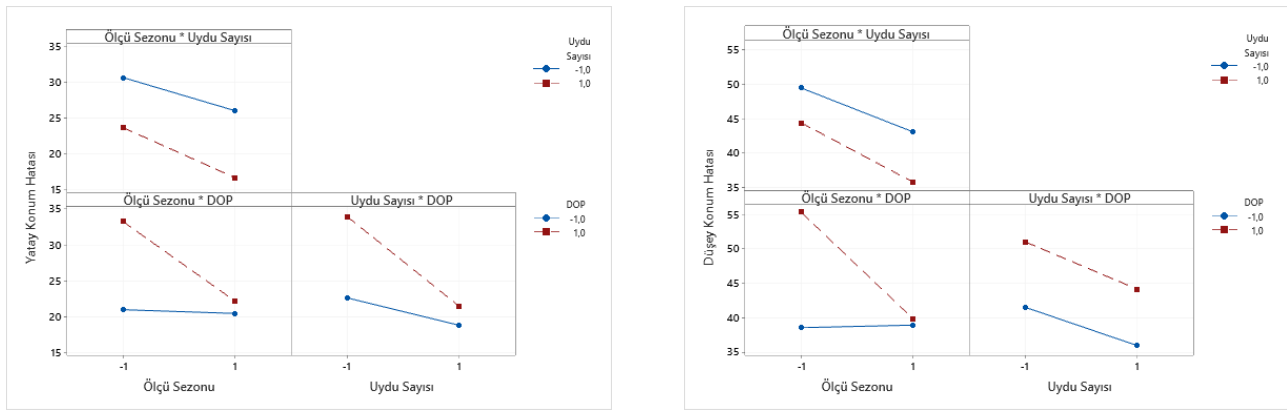 Ölçü Sezonu * Uydu Sayısı
Uydu
Sayısı
-1,0
1,0
35
30
25
20
15
Yatay Konum Hatası
Ölçü Sezonu * DOP
Uydu Sayısı * DOP
DOP
-1,0
1,0
35
30
25
20
15
-1
1
-1
1
Ölçü Sezonu
Uydu Sayısı
Ölçü Sezonu * Uydu Sayısı
Uydu
Sayısı
-1,0
1,0
55
50
45
40
35
Düşey Konum Hatası
Ölçü Sezonu * DOP
Uydu Sayısı * DOP
DOP
-1,0
1,0
55
50
45
40
35
-1
1
-1
1
Ölçü Sezonu
Uydu Sayısı